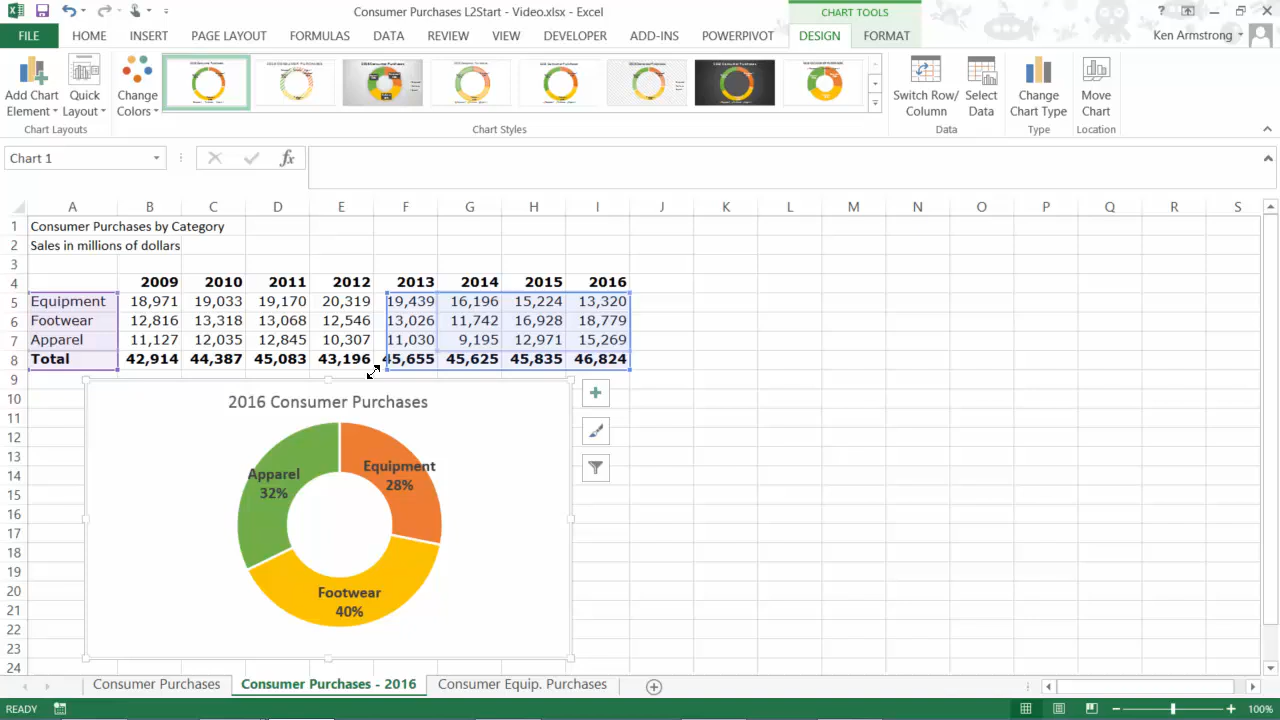 Consumer Purchases L2Start - Video.xlsx - Excel
CHART TOOLS
FILE HOME INSERT PAGE LAYOUT FORMULAS DATA REVIEW VIEW DEVELOPER ADD-INS POWERPIVOT DESIGN FORMAT Ken Armstrong
Add Chart Element
Quick Layout
Change Colors
Switch Row/ Column
Select Data
Change Chart Type
Move Chart
Chart Layouts Chart Styles Data Type Location
Chart 1
fx
A B C D E F G H I J K L M N O P Q R S
1 Consumer Purchases by Category
2 Sales in millions of dollars
3
4 2009 2010 2011 2012 2013 2014 2015 2016
5 Equipment 18,971 19,033 19,170 20,319 19,439 16,196 15,224 13,320
6 Footwear 12,816 13,318 13,068 12,546 13,026 11,742 16,928 18,779
7 Apparel 11,127 12,035 12,845 10,307 11,030 9,195 12,971 15,269
8 Total 42,914 44,387 45,083 43,196 45,655 45,625 45,835 46,824
9
10
11
12
13
14
15
16
17
18
19
20
21
22
23
24
2016 Consumer Purchases
Equipment
28%
Apparel
32%
Footwear
40%
Consumer Purchases Consumer Purchases - 2016 Consumer Equip. Purchases
READY 100%